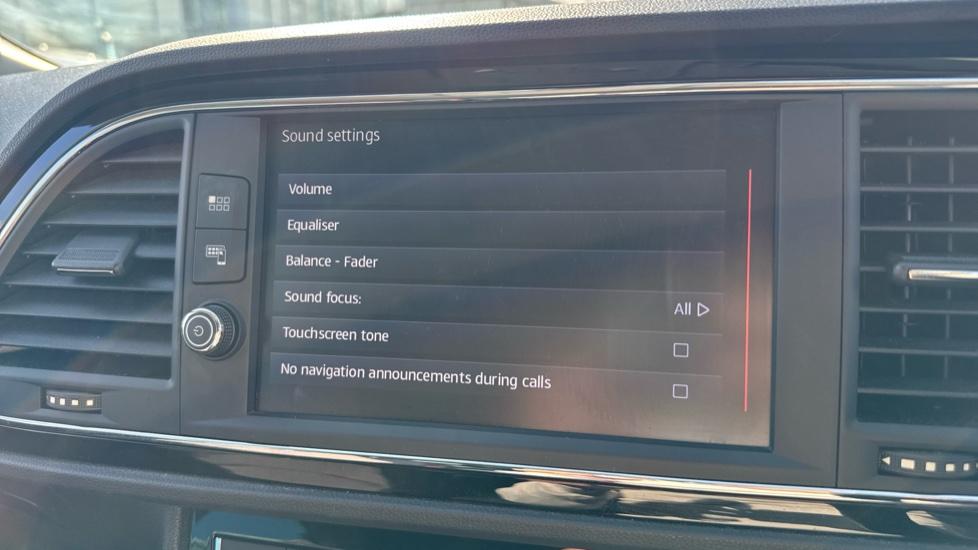 Sound settings
Volume
Equaliser
Balance - Fader
Sound focus:
All
Touchscreen tone
No navigation announcements during calls